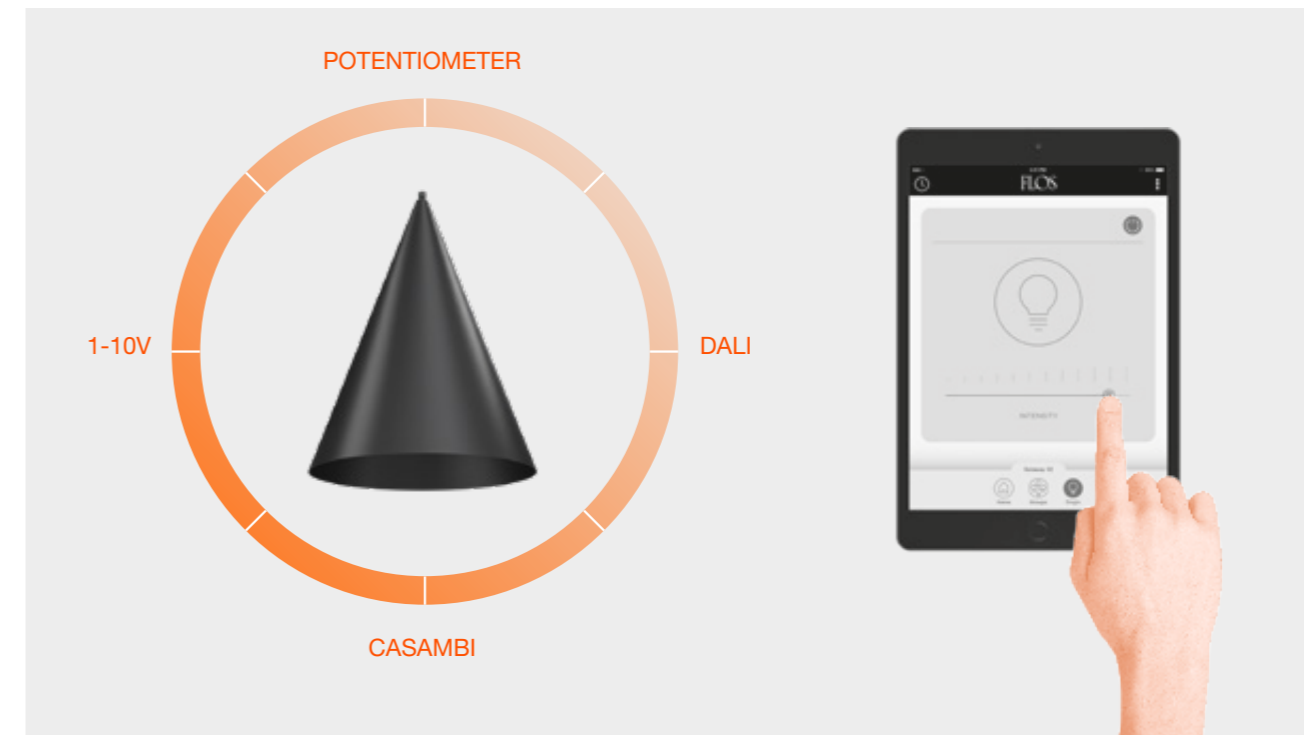 POTENTIOMETER
FLOS
1-10V
DALI
INTENSITY
CASAMBI